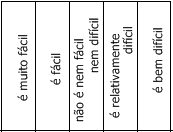 é muito fácil
é fácil
não é nem fácil
nem difícil
é relativamente
difícil
é bem difícil